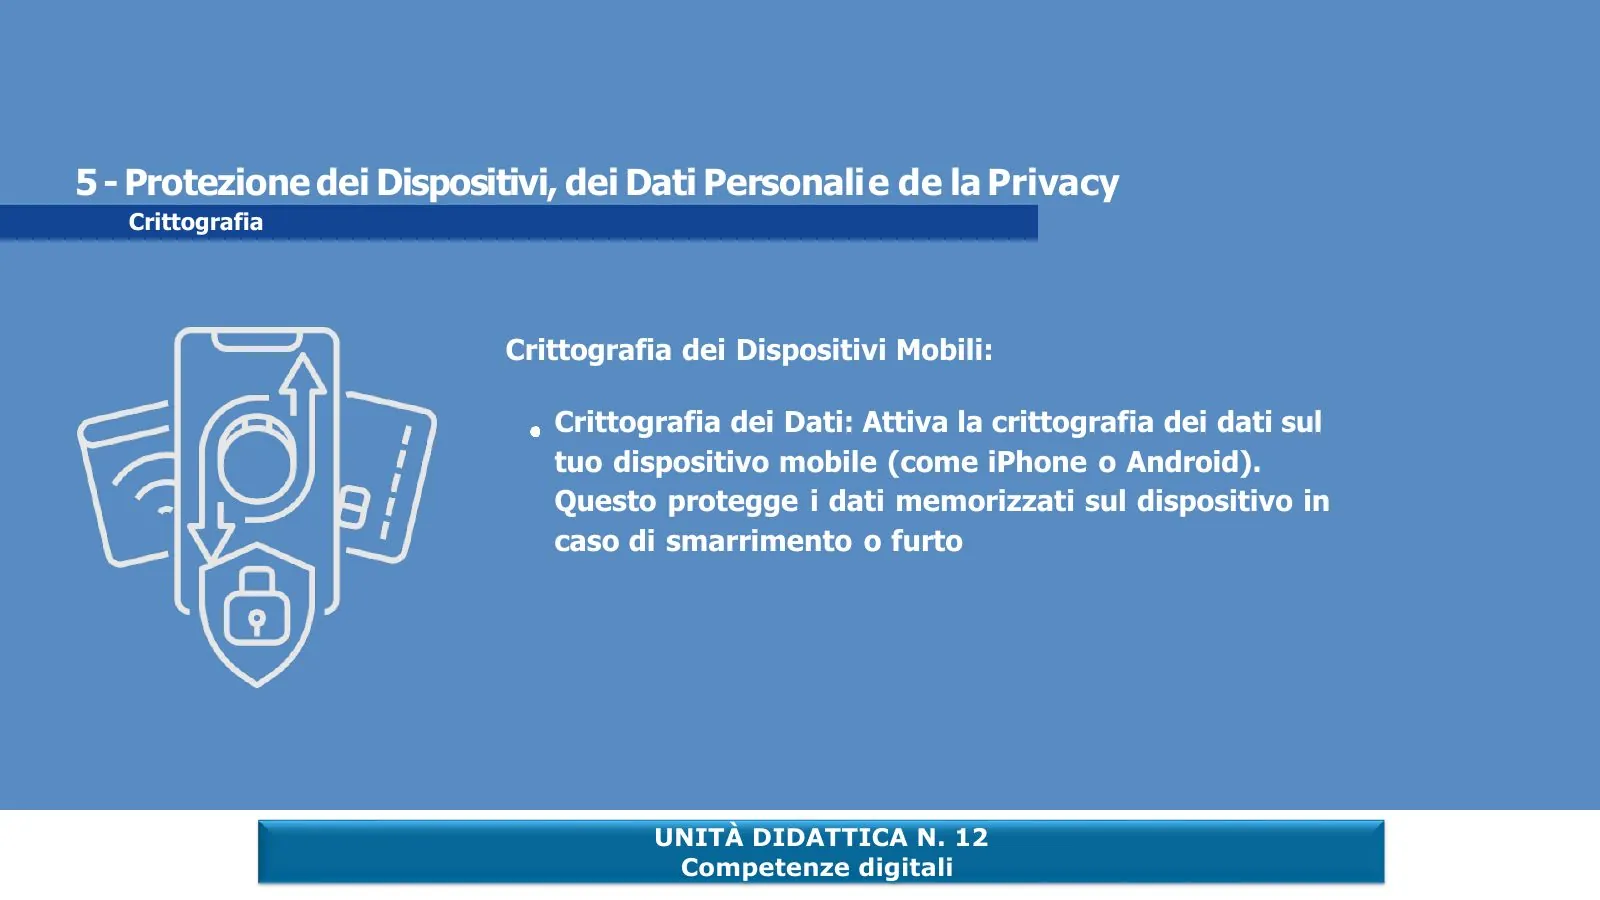 5 - Protezione dei Dispositivi, dei Dati Personali e de la Privacy
Crittografia
Crittografia dei Dispositivi Mobili:
• Crittografia dei Dati: Attiva la crittografia dei dati sul
tuo dispositivo mobile (come iPhone o Android).
Questo protegge i dati memorizzati sul dispositivo in
caso di smarrimento o furto
UNITÀ DIDATTICA N. 12
Competenze digitali